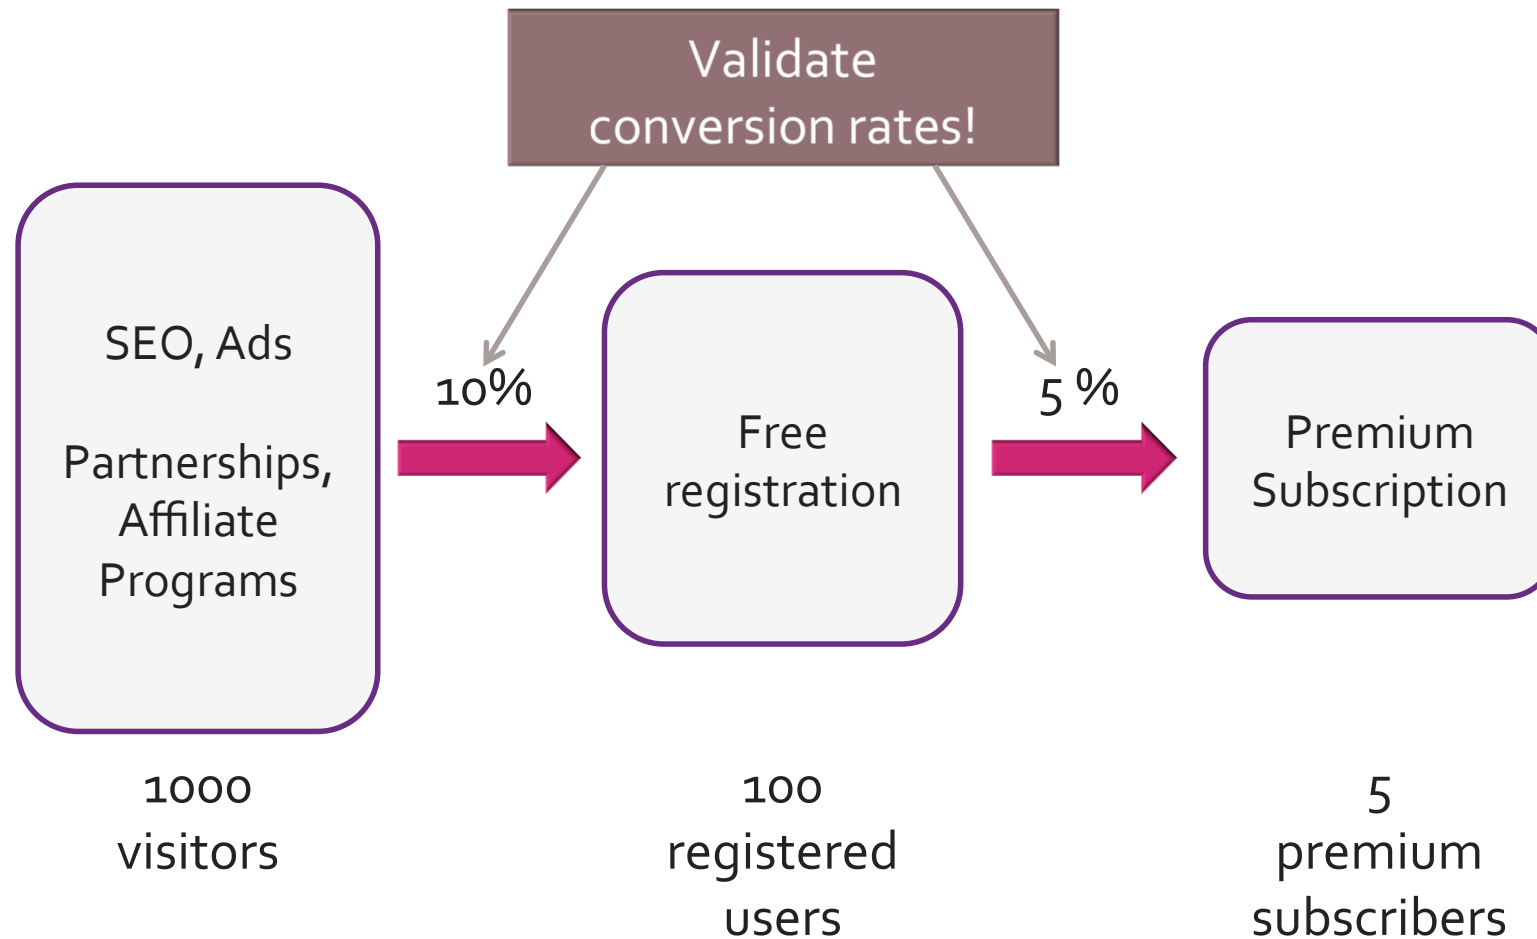 Validate
conversion rates!
SEO, Ads
Partnerships,
Affiliate
Programs
10%
Free
registration
5 %
Premium
Subscription
1000
visitors
100
registered
users
5
premium
subscribers